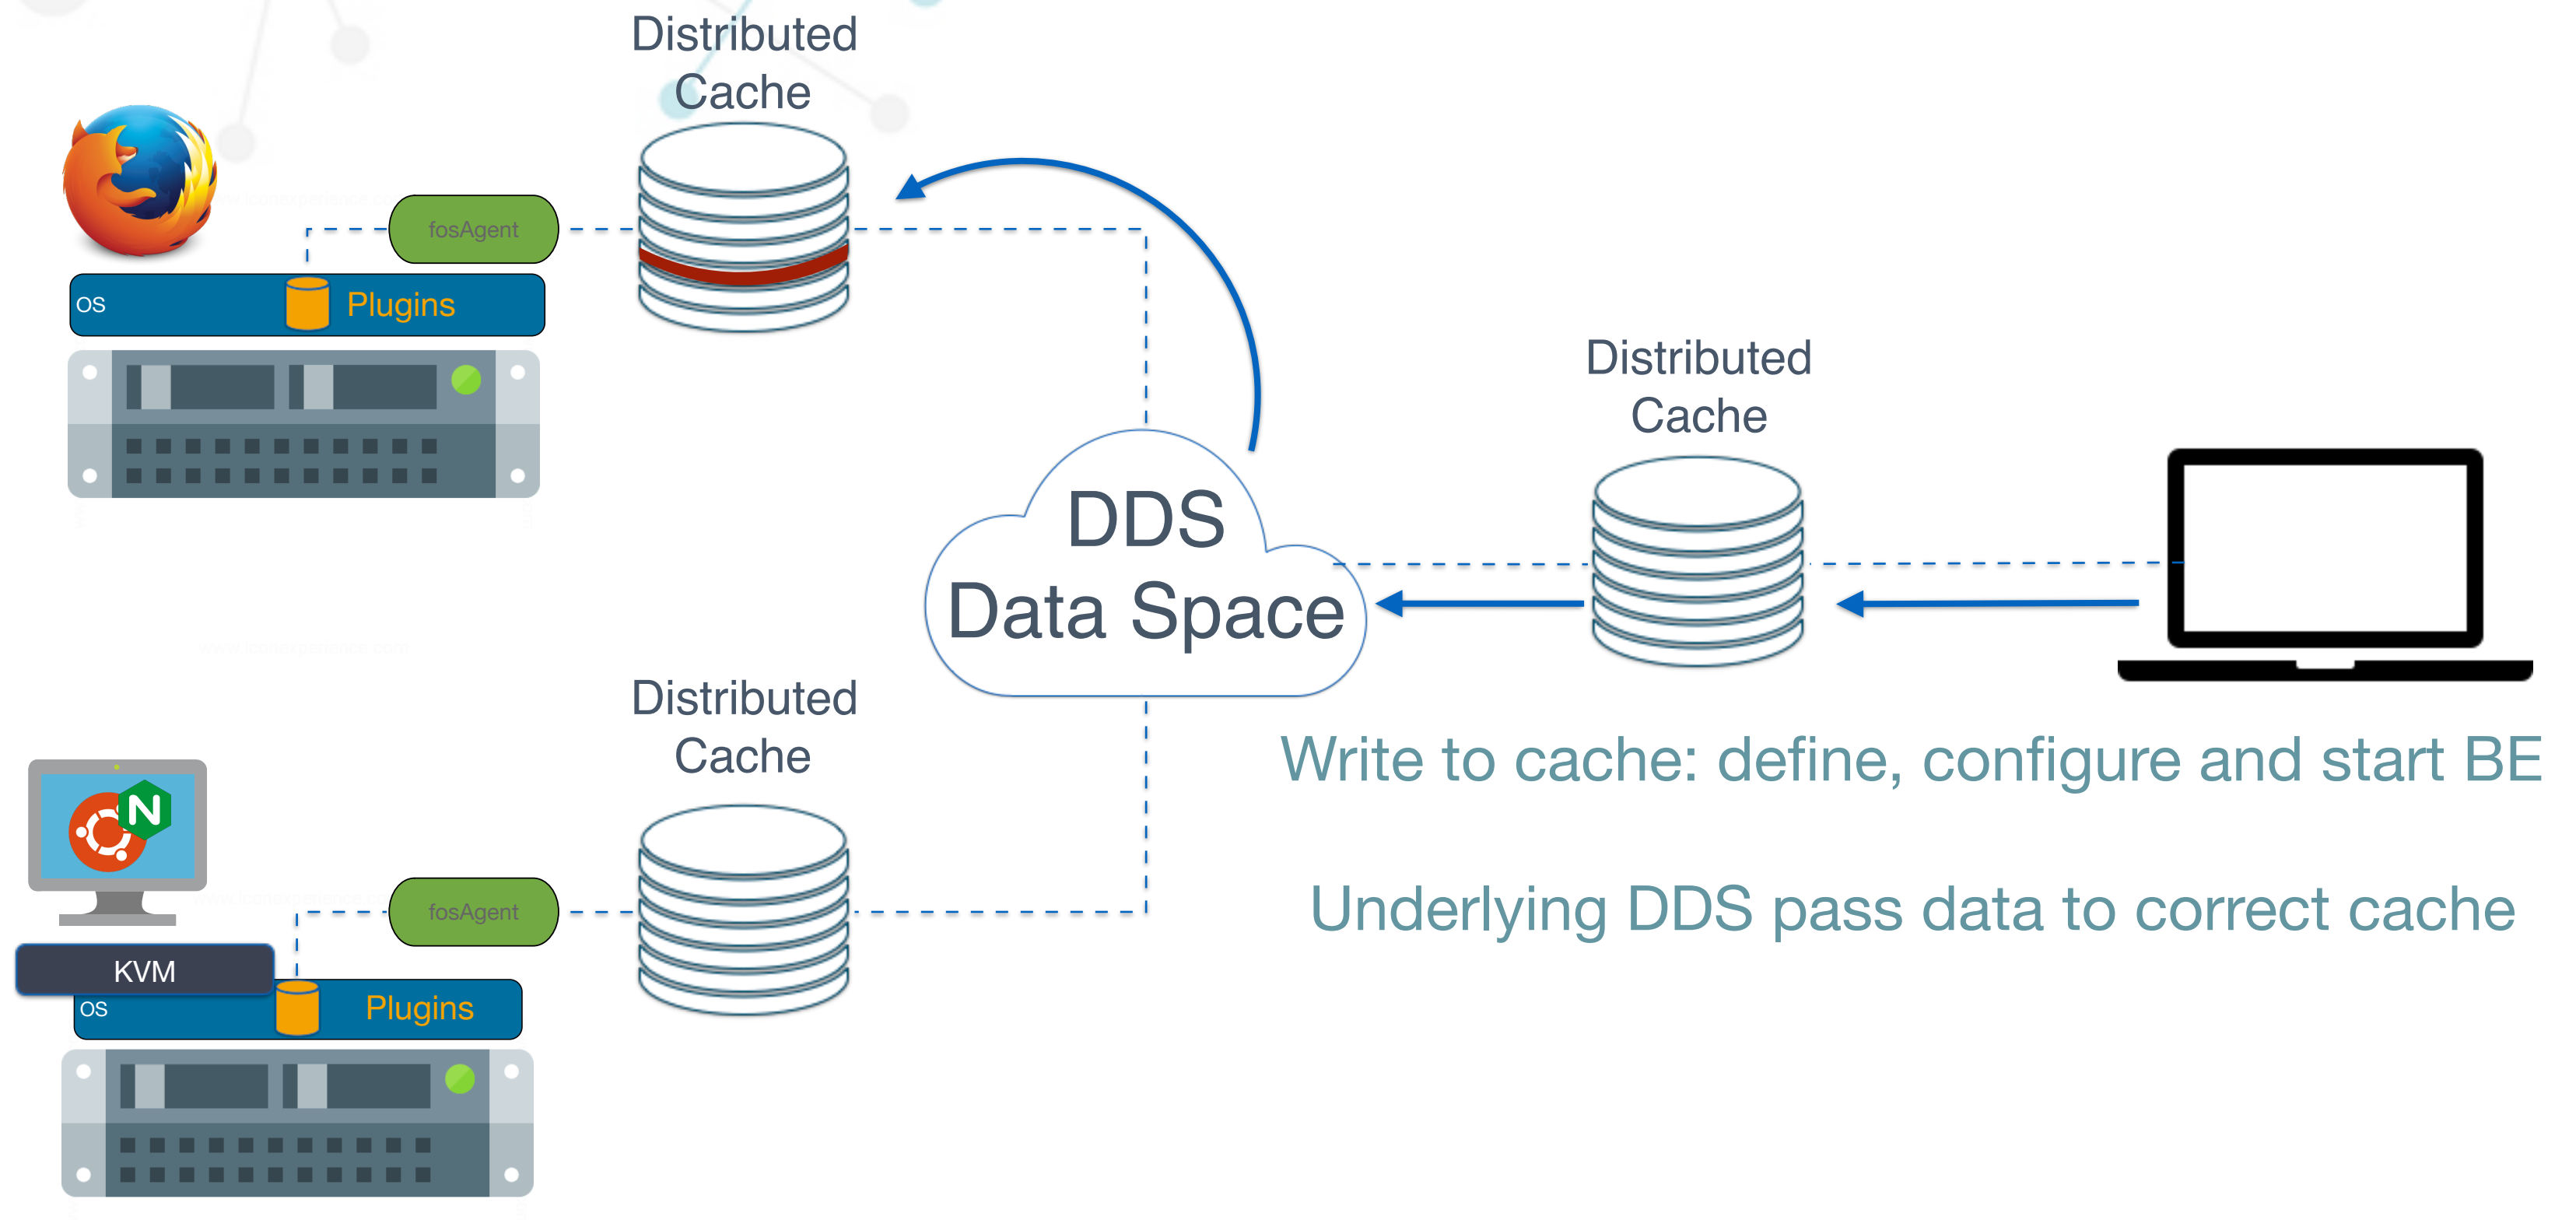 Distributed
Cache
fosAgent
OS
Plugins
Distributed
Cache
DDS
Data Space
Distributed
Cache
Write to cache: define, configure and start BE
N
fosAgent
Underlying DDS pass data to correct cache
KVM
OS
Plugins